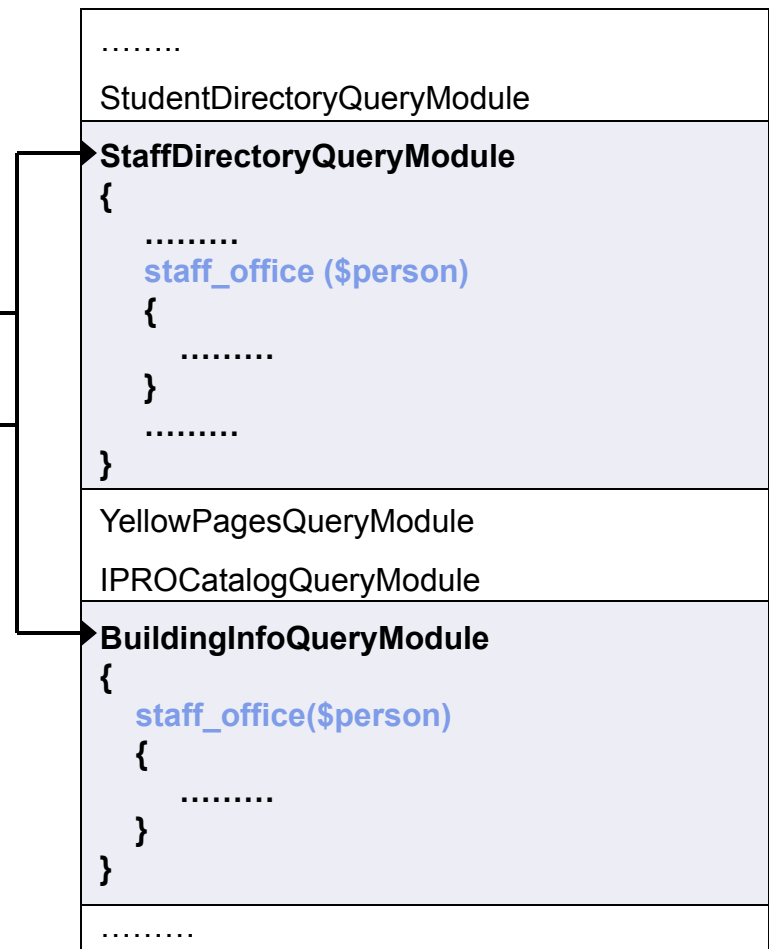 ……..
StudentDirectoryQueryModule
StaffDirectoryQueryModule
{
………
staff_office ($person)
{
………
}
………
}
YellowPagesQueryModule
IPROCatalogQueryModule
BuildingInfoQueryModule
{
staff_office($person)
{
………
}
}
………